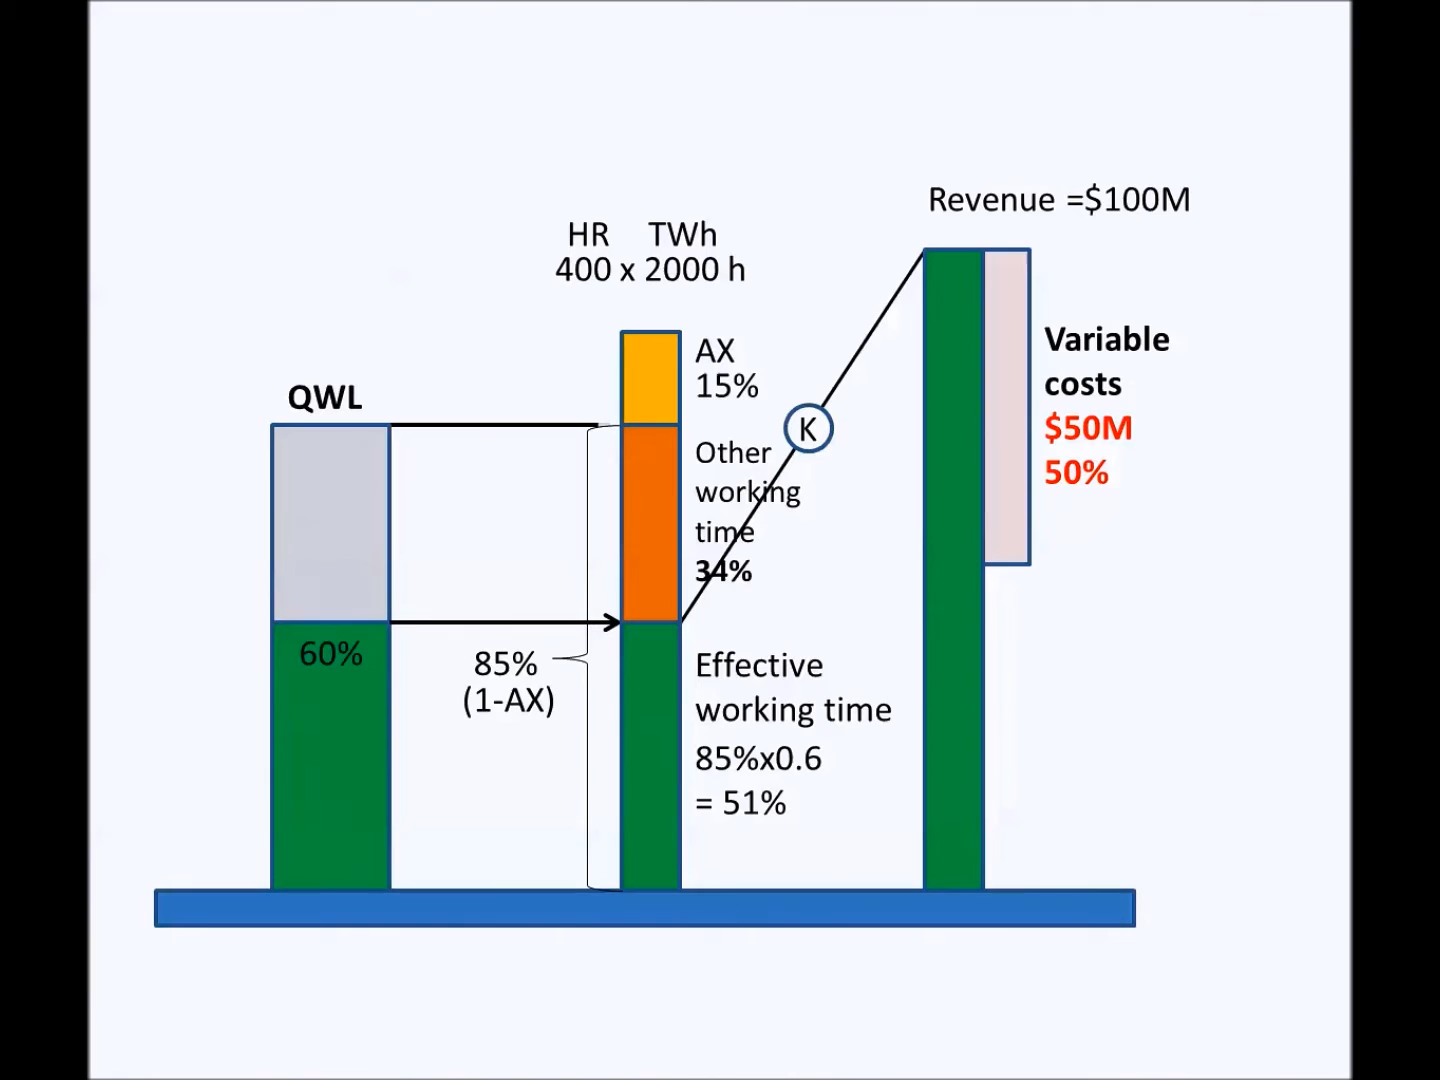 Revenue =$100M
HR TWh
400 x 2000 h
QWL
AX
15%
K
Variable
costs
$50M
50%
Other
working
time
34%
60%
85%
(1-AX)
Effective
working time
85%x0.6
= 51%